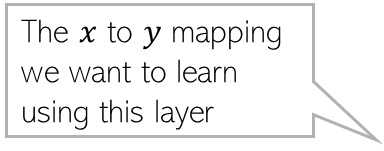 The x to y mapping
we want to learn
using this layer